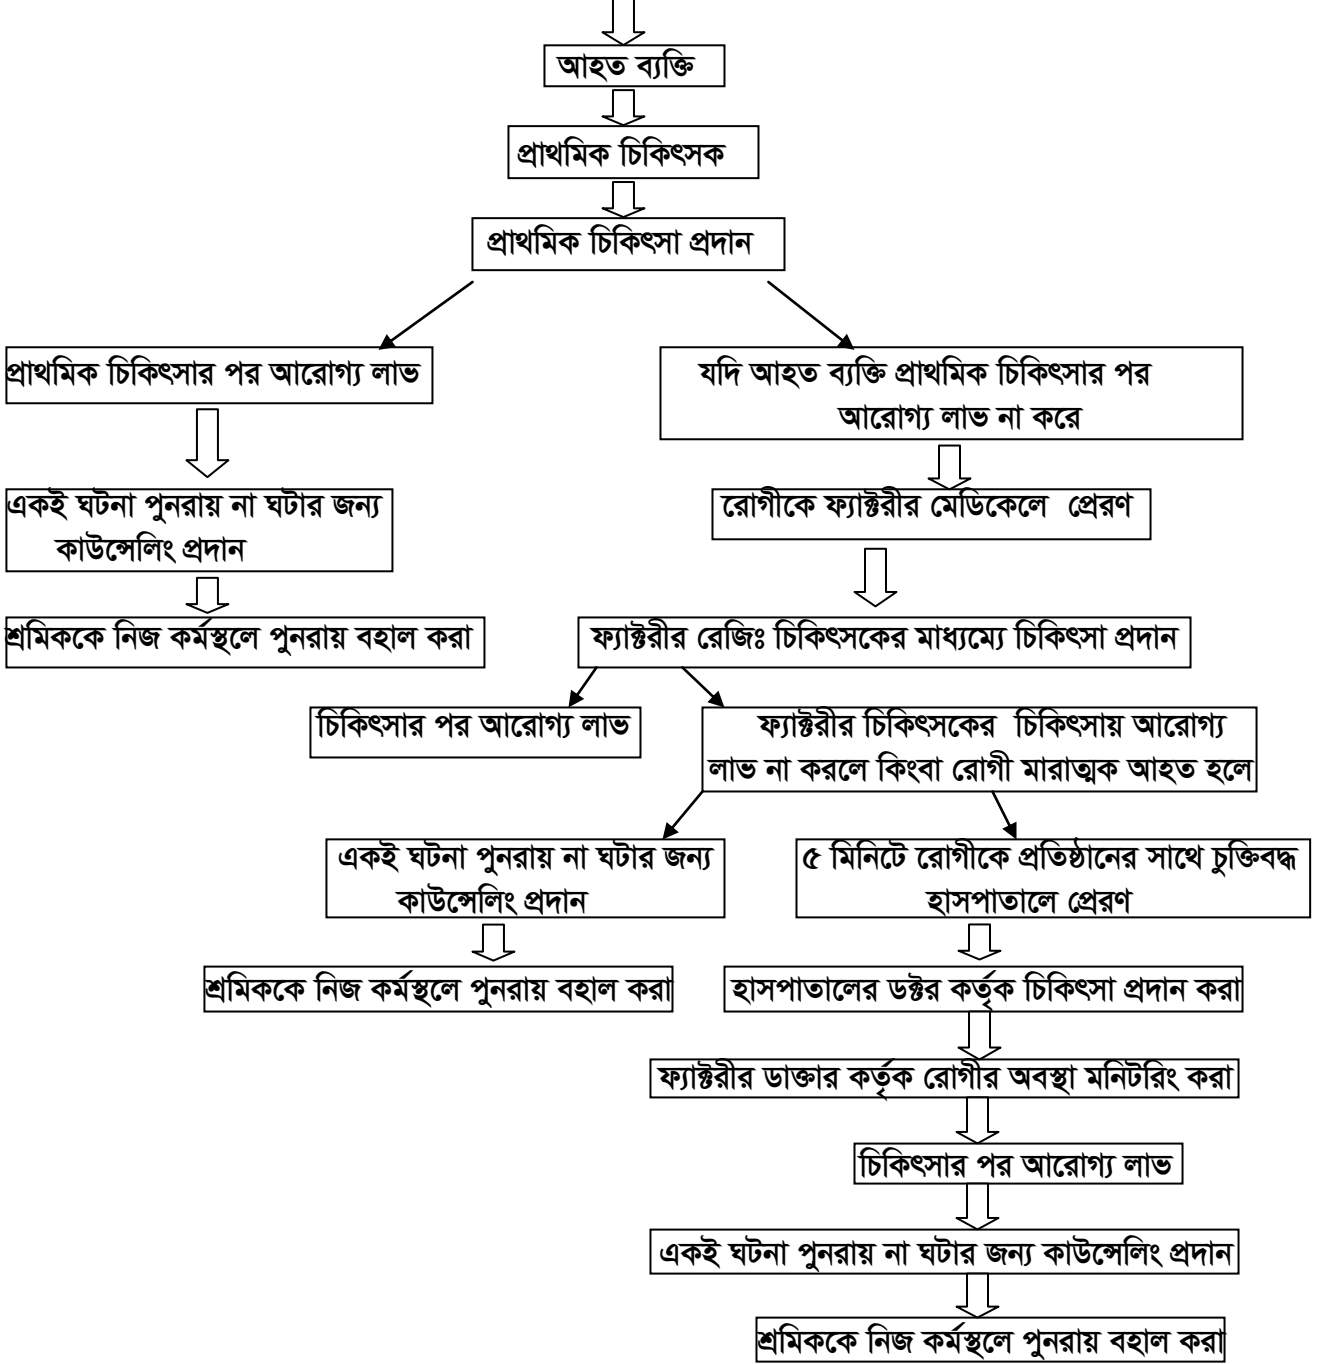 আহত ব্যক্তি
প্রাথমিক চিকিৎসক
প্রাথমিক চিকিৎসা প্রদান
প্রাথমিক চিকিৎসার পর আরোগ্য লাভ
যদি আহত ব্যক্তি প্রাথমিক চিকিৎসার পর
আরোগ্য লাভ না করে
একই ঘটনা পুনরায় না ঘটার জন্য
কাউন্সেলিং প্রদান
রোগীকে ফ্যাক্টরীর মেডিকেলে প্রেরণ
শ্রমিককে নিজ কর্মস্থলে পুনরায় বহাল করা
ফ্যাক্টরীর রেজিঃ চিকিৎসকের মাধ্যম্যে চিকিৎসা প্রদান
চিকিৎসার পর আরোগ্য লাভ
ফ্যাক্টরীর চিকিৎসকের চিকিৎসায় আরোগ্য
লাভ না করলে কিংবা রোগী মারাত্মক আহত হলে
একই ঘটনা পুনরায় না ঘটার জন্য
কাউন্সেলিং প্রদান
৫ মিনিটে রোগীকে প্রতিষ্ঠানের সাথে চুক্তিবদ্ধ
হাসপাতালে প্রেরণ
শ্রমিককে নিজ কর্মস্থলে পুনরায় বহাল করা
হাসপাতালের ডক্টর কর্তৃক চিকিৎসা প্রদান করা
ফ্যাক্টরীর ডাক্তার কর্তৃক রোগীর অবস্থা মনিটরিং করা
চিকিৎসার পর আরোগ্য লাভ
একই ঘটনা পুনরায় না ঘটার জন্য কাউন্সেলিং প্রদান
শ্রমিককে নিজ কর্মস্থলে পুনরায় বহাল করা